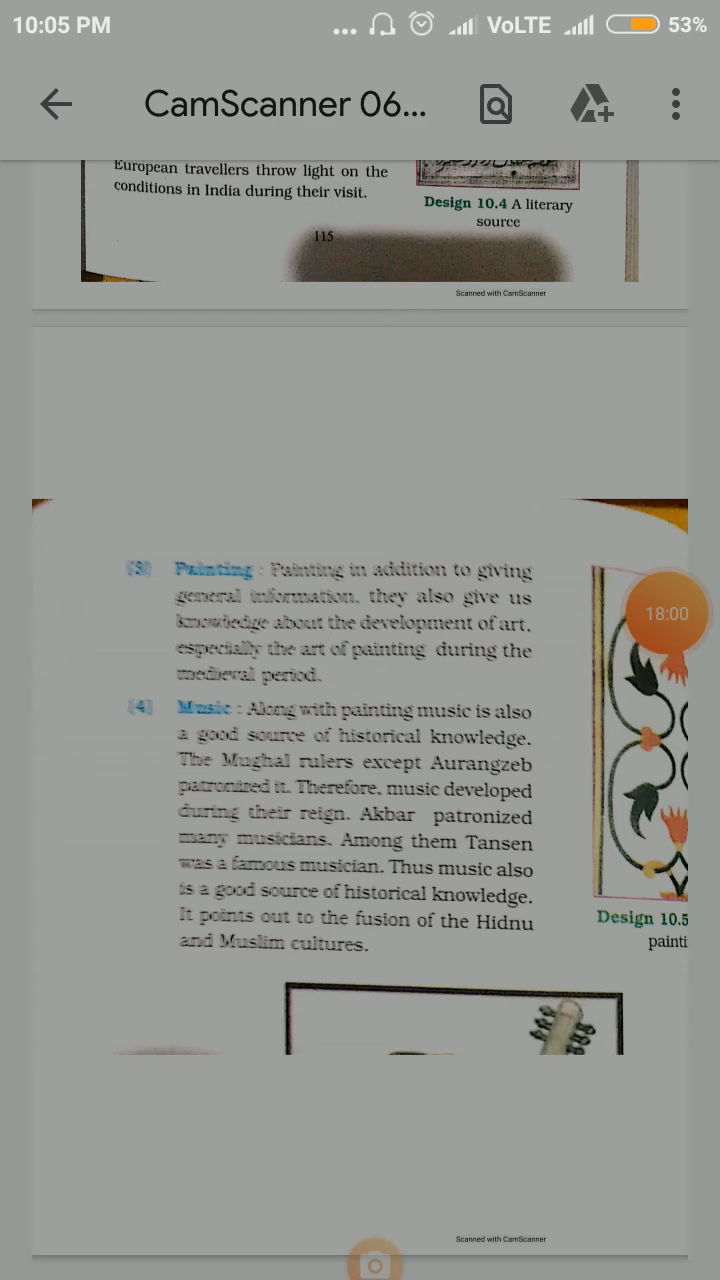 10:05 PM
... VoLTE 53%
CamScanner 06...
European travellers throw light on the
conditions in India during their visit.
Design 10.4 A literary
source
115
Scanned with CamScanner
(3) Painting : Painting in addition to giving
general information, they also give us
knowledge about the development of art,
especially the art of painting during the
medieval period.
(4) Music : Along with painting music is also
a good source of historical knowledge.
The Mughal rulers except Aurangzeb
patronized it. Therefore, music developed
during their reign. Akbar patronized
many musicians. Among them Tansen
was a famous musician. Thus music also
is a good source of historical knowledge.
It points out to the fusion of the Hidnu
and Muslim cultures.
18:00
Design 10.5
painti
Scanned with CamScanner